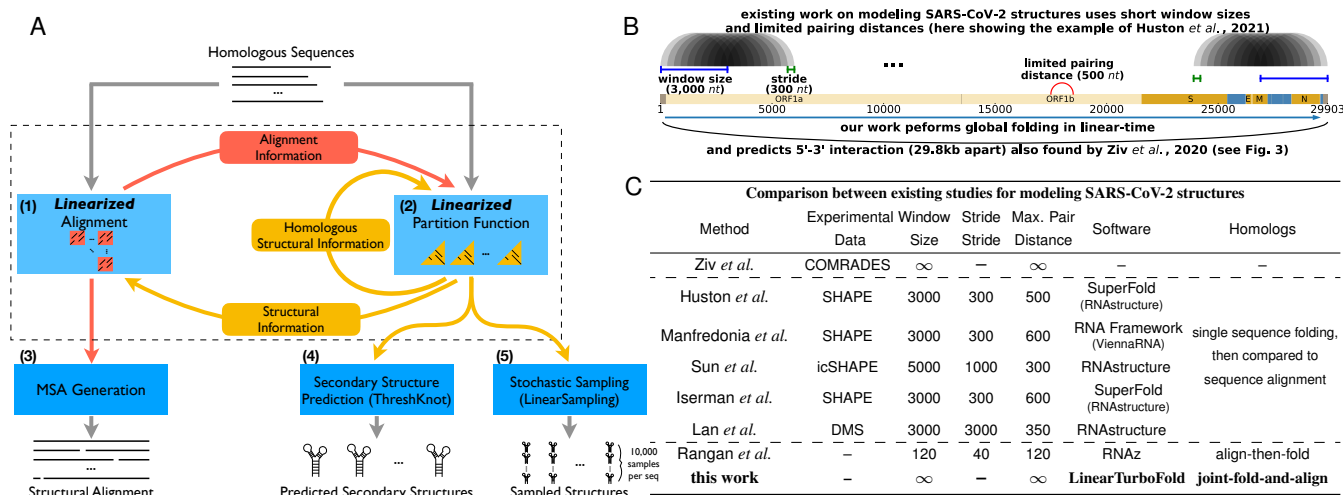 A
Homologous Sequences
...
Alignment
Information
(1)
Linearized
Alignment
(2)
Linearized
Partition Function
...
Homologous
Structural Information
Structural
Information
(3)
MSA Generation
(4)
Secondary Structure
Prediction (ThreshKnot)
(5)
Stochastic Sampling
(LinearSampling)
...
Structural Alignment
...
Predicted Secondary Structures
...
10,000
samples
per seq
Sampled Structures
B
existing work on modeling SARS-CoV-2 structures uses short window sizes
and limited pairing distances (here showing the example of Huston et al., 2021)
...
window size
(3,000 nt)
stride
(300 nt)
limited pairing
distance (500 nt)
ORF1a
ORF1b
S
E
M
N
1 5000 10000 15000 20000 29903
our work peforms global folding in linear-time
and predicts 5'-3' interaction (29.8kb apart) also found by Ziv et al., 2020 (see Fig. 3)
C
Comparison between existing studies for modeling SARS-CoV-2 structures
Method Experimental Data Window Size Stride Stride Max. Pair Distance Software Homologs
Ziv et al. COMRADES ∞ – ∞ – –
Huston et al. SHAPE 3000 300 500 SuperFold (RNAstructure)
Manfredonia et al. SHAPE 3000 300 600 RNA Framework (ViennaRNA)
Sun et al. icSHAPE 5000 1000 300 RNAstructure
Iserman et al. SHAPE 3000 300 600 SuperFold (RNAstructure)
Lan et al. DMS 3000 3000 350 RNAstructure
single sequence folding,
then compared to
sequence alignment
Rangan et al. – 120 40 120 RNAz align-then-fold
this work – ∞ – ∞ LinearTurboFold joint-fold-and-align